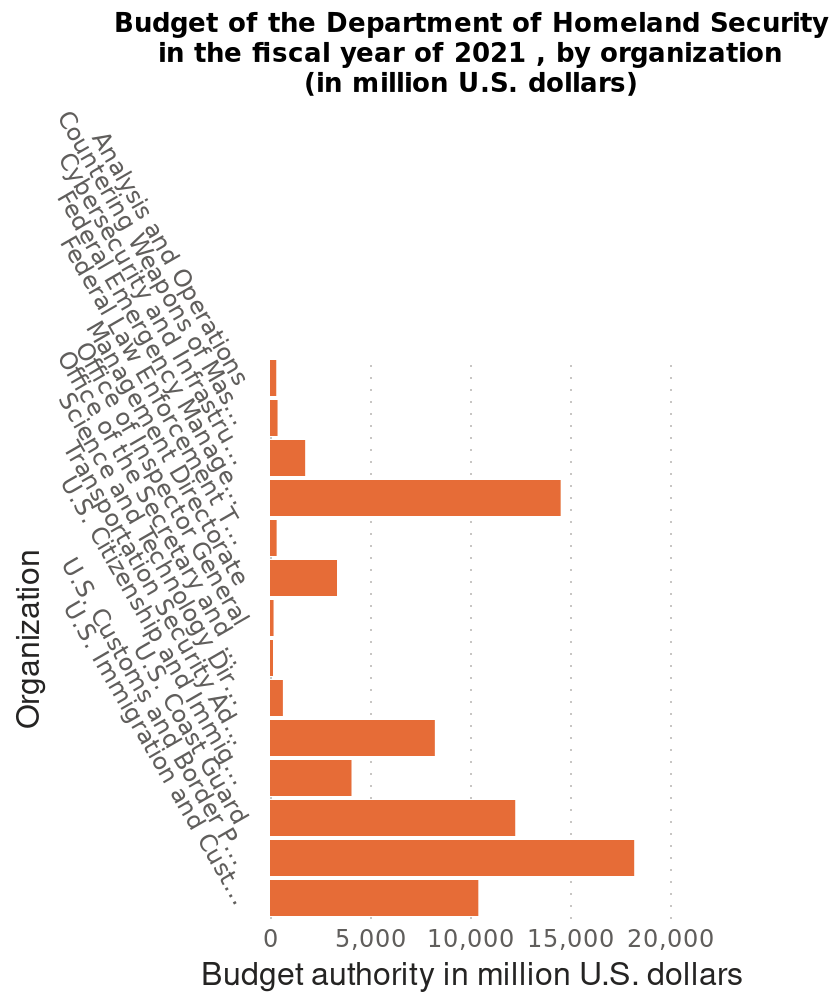 Budget of the Department of Homeland Security
in the fiscal year of 2021 , by organization
(in million U.S. dollars)
Organization
Analysis and Operations
Countering Weapons of Mas…
Cybersecurity and Infrastru…
Federal Emergency Manage…
Federal Law Enforcement T…
Management Directorate
Office of Inspector General
Office of the Secretary and …
Science and Technology Dir…
Transportation Security Ad…
U.S. Citizenship and Immig…
U.S. Coast Guard
U.S. Customs and Border P…
U.S. Immigration and Cust…
0 5,000 10,000 15,000 20,000
Budget authority in million U.S. dollars